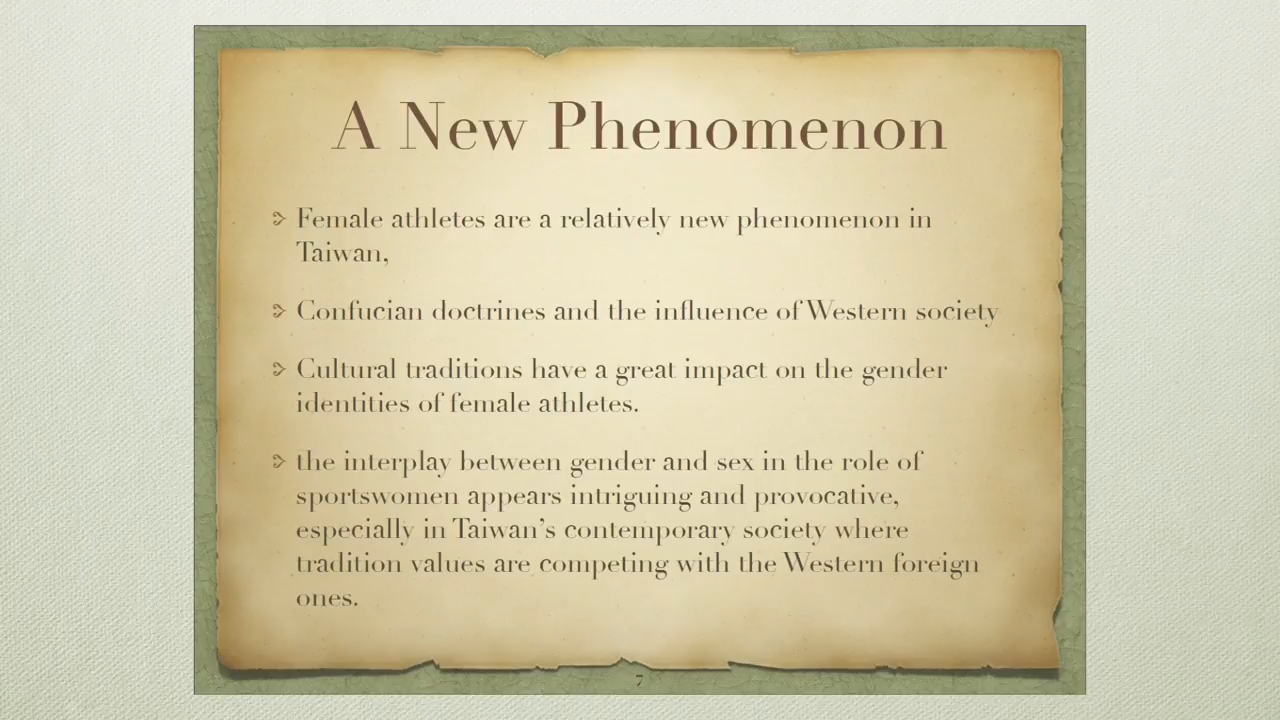 A New Phenomenon
Female athletes are a relatively new phenomenon in
Taiwan,
Confucian doctrines and the influence of Western society
Cultural traditions have a great impact on the gender
identities of female athletes.
the interplay between gender and sex in the role of
sportswomen appears intriguing and provocative,
especially in Taiwan’s contemporary society where
tradition values are competing with the Western foreign
ones.
7